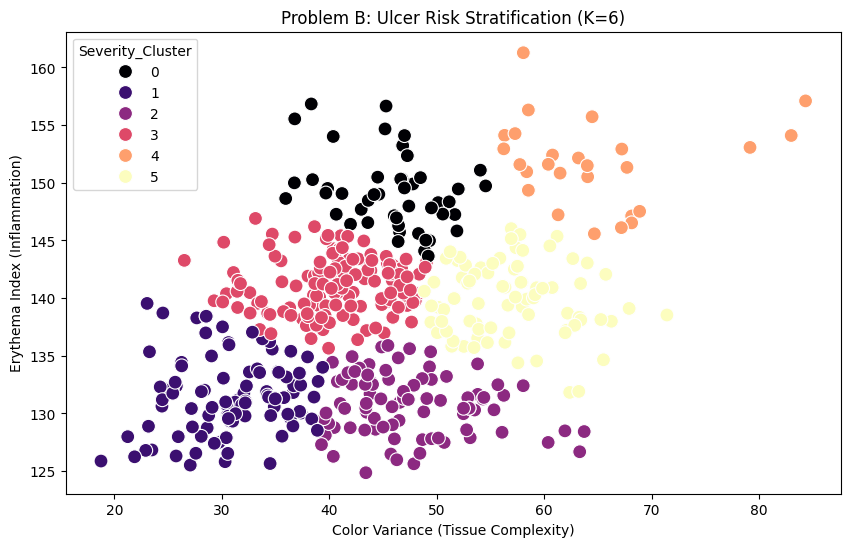 Problem B: Ulcer Risk Stratification (K=6)
Severity_Cluster
0
1
2
3
4
5
Erythema Index (Inflammation)
160
155
150
145
140
135
130
125
20 30 40 50 60 70 80
Color Variance (Tissue Complexity)